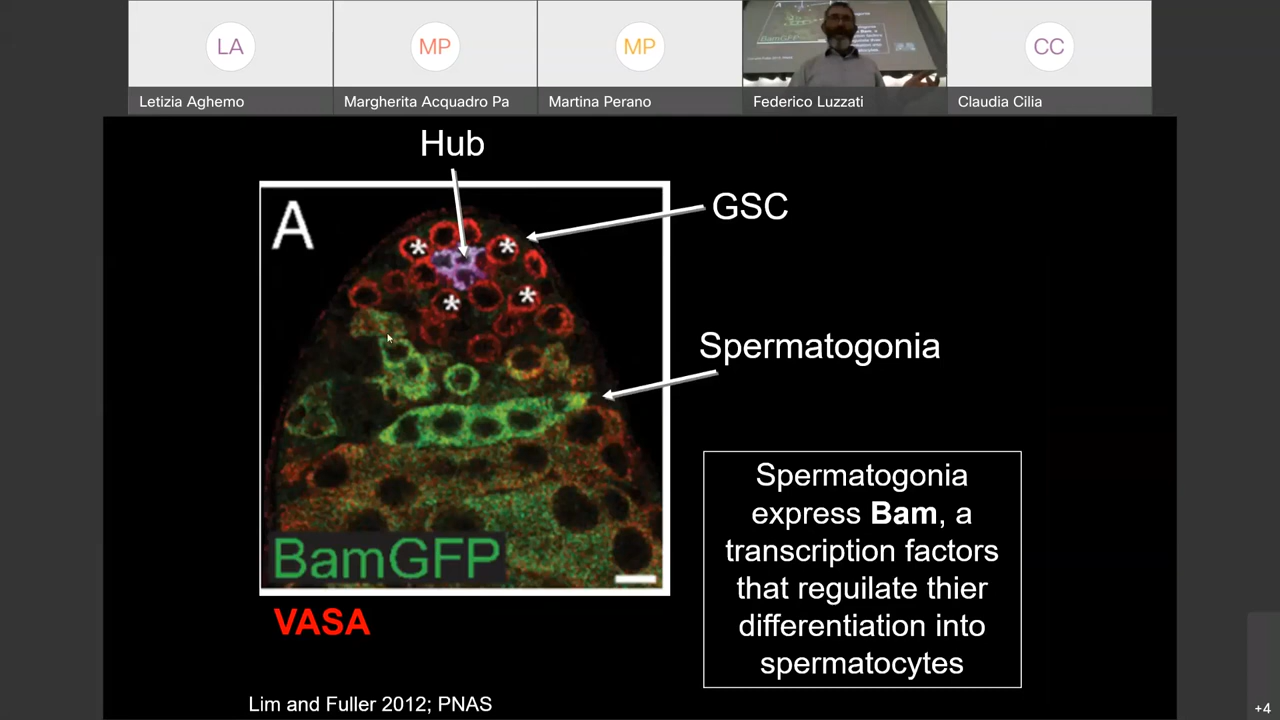 LA
MP
MP
CC
Letizia Aghemo
Margherita Acquadro Pa
Martina Perano
Federico Luzzati
Claudia Cilia
Hub
A
GSC
*
*
*
*
Spermatogonia
Spermatogonia
express Bam, a
transcription factors
that reguilate thier
differentiation into
spermatocytes
BamGFP
VASA
Lim and Fuller 2012; PNAS
+4